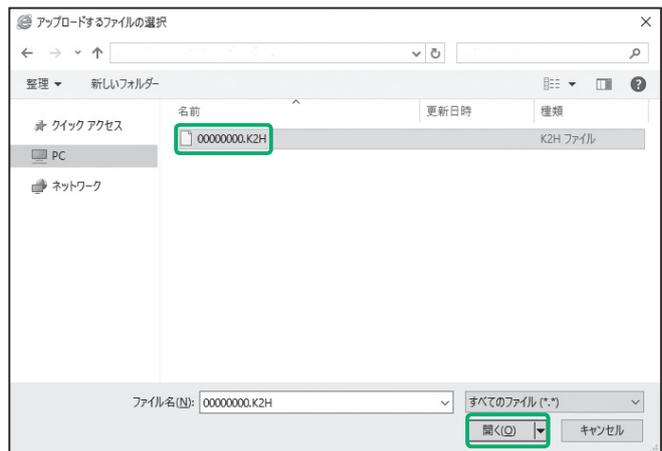 アップロードするファイルの選択
整理 新しいフォルダー
名前 更新日時 種類
クイック アクセス
00000000.K2H K2H ファイル
PC
ネットワーク
ファイル名(N): 00000000.K2H すべてのファイル (*.*)
開く(O) キャンセル